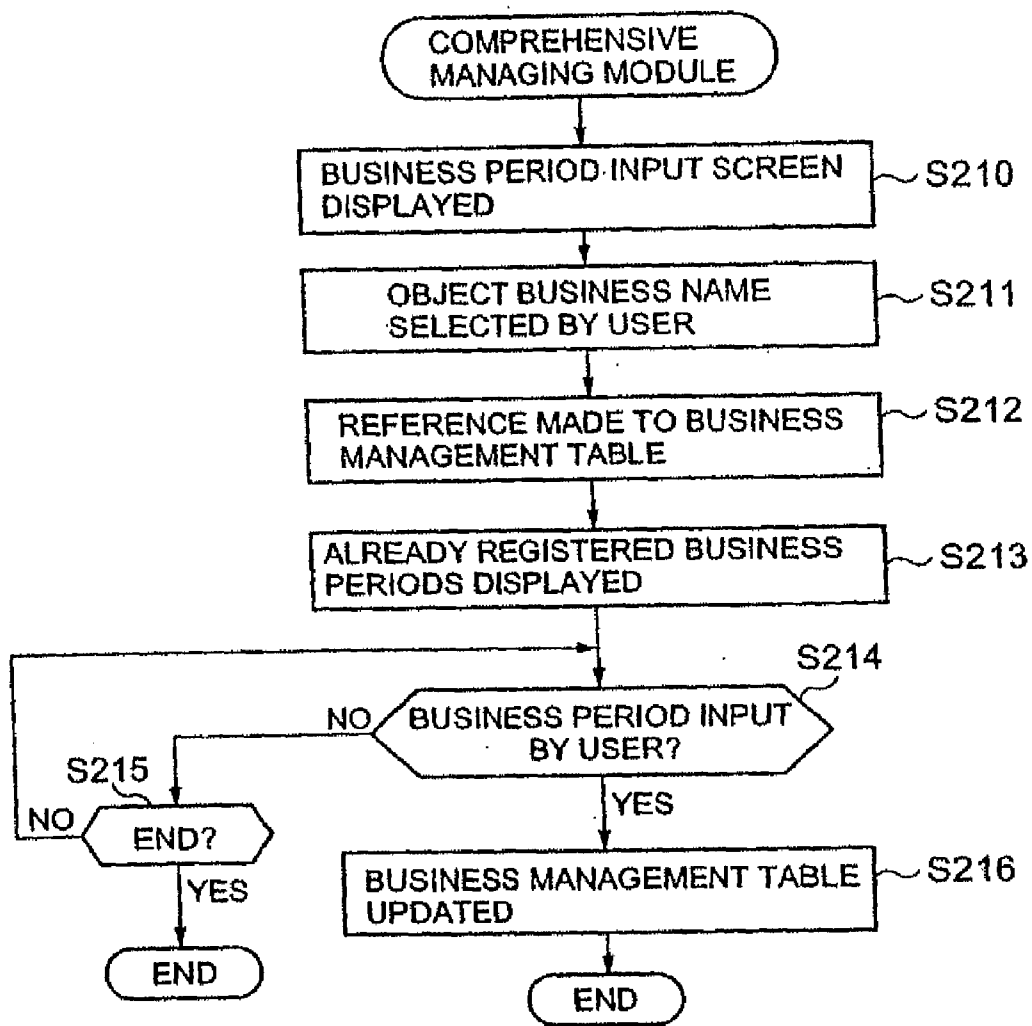 COMPREHENSIVE
MANAGING MODULE
BUSINESS PERIOD INPUT SCREEN
DISPLAYED
S210
OBJECT BUSINESS NAME
SELECTED BY USER
S211
REFERENCE MADE TO BUSINESS
MANAGEMENT TABLE
S212
ALREADY REGISTERED BUSINESS
PERIODS DISPLAYED
S213
S214
BUSINESS PERIOD INPUT
BY USER?
NO
YES
S215
NO
END?
YES
END
BUSINESS MANAGEMENT TABLE
UPDATED
S216
END